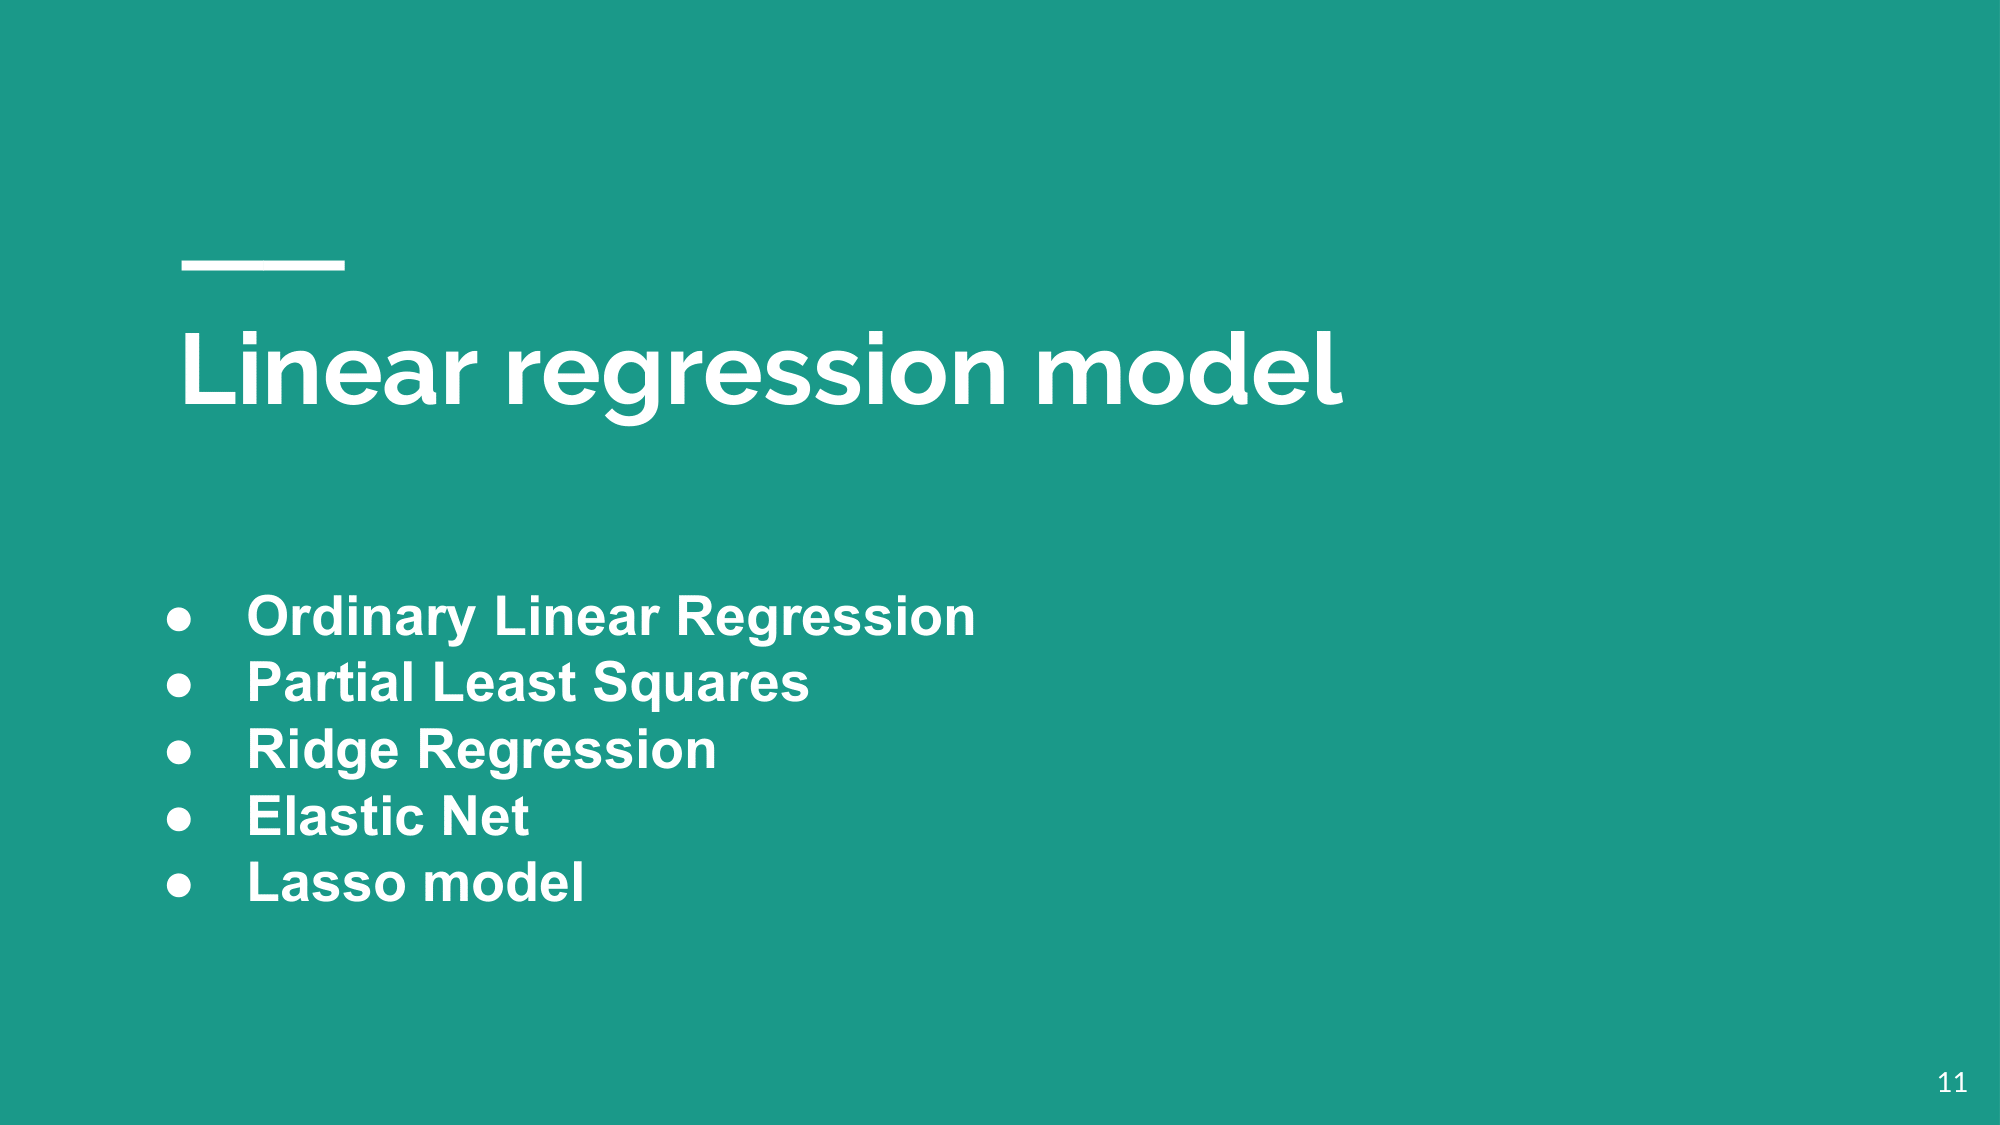 Linear regression model
● Ordinary Linear Regression
● Partial Least Squares
● Ridge Regression
● Elastic Net
● Lasso model
11